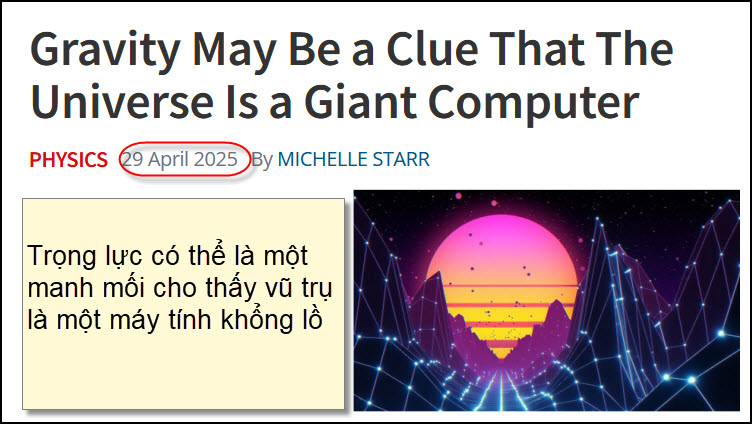 Gravity May Be a Clue That The
Universe Is a Giant Computer
PHYSICS 29 April 2025 By MICHELLE STARR
Trọng lực có thể là một
manh mối cho thấy vũ trụ
là một máy tính khổng lồ